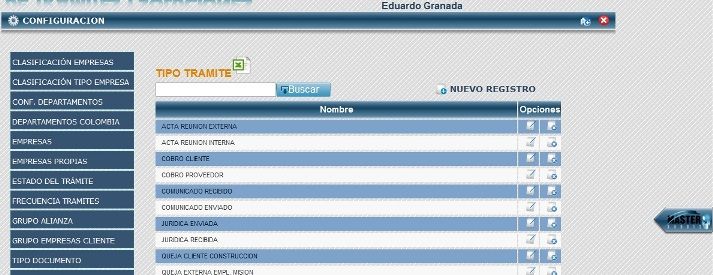 Eduardo Granada
CONFIGURACION
CLASIFICACIÓN EMPRESAS
CLASIFICACIÓN TIPO EMPRESA
CONF. DEPARTAMENTOS
DEPARTAMENTOS COLOMBIA
EMPRESAS
EMPRESAS PROPIAS
ESTADO DEL TRÁMITE
FRECUENCIA TRAMITES
GRUPO ALIANZA
GRUPO EMPRESAS CLIENTE
TIPO DOCUMENTO
TIPO TRAMITE
Buscar
NUEVO REGISTRO
Nombre Opciones
ACTA REUNION EXTERNA
ACTA REUNION INTERNA
COBRO CLIENTE
COBRO PROVEEDOR
COMUNICADO RECIBIDO
COMUNICADO ENVIADO
JURIDICA ENVIADA
JURIDICA RECIBIDA
QUEJA CLIENTE CONSTRUCCION
QUEJA EXTERNA EMPL. MISION
MASTER